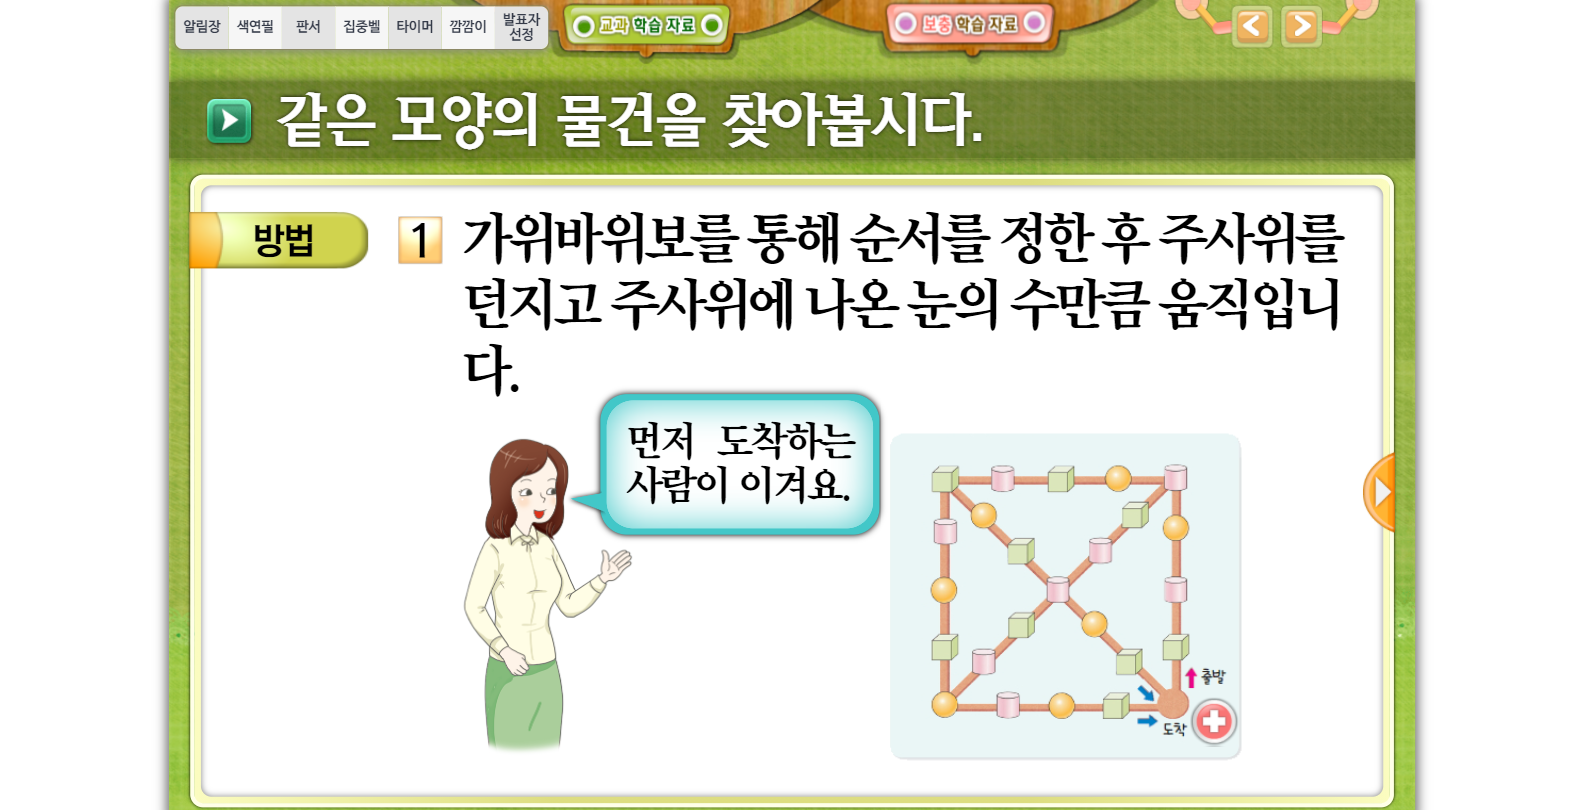 알림장 색연필 판서 집중벨 타이머 깜깜이 발표자 선정
교과 학습 자료
보충 학습 자료
같은 모양의 물건을 찾아봅시다.
방법
1 가위바위보를 통해 순서를 정한 후 주사위를
던지고 주사위에 나온 눈의 수만큼 움직입니
다.
먼저 도착하는
사람이 이겨요.
출발
도착